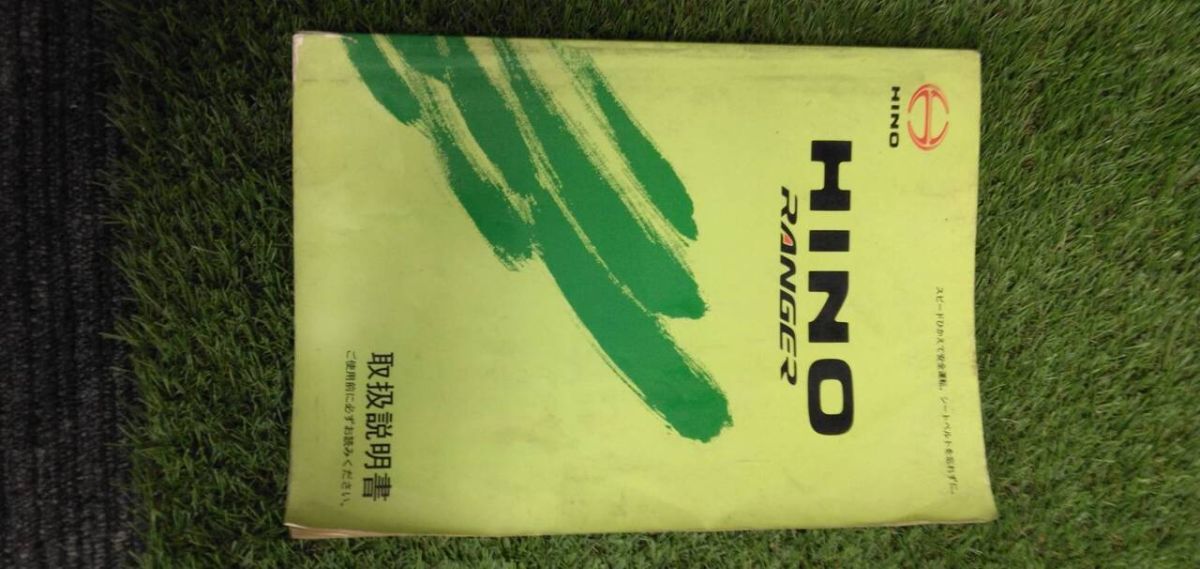 HINO
スピードひかえて安全運転。シートベルトを忘れずに。
HINO
RANGER
取扱説明書
ご使用前に必ずお読みください。